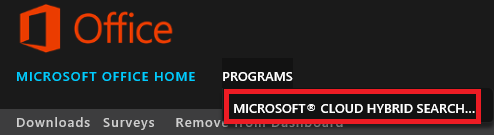 Office
MICROSOFT OFFICE HOME PROGRAMS
MICROSOFT® CLOUD HYBRID SEARCH...
Downloads Surveys Remove from Dashboard